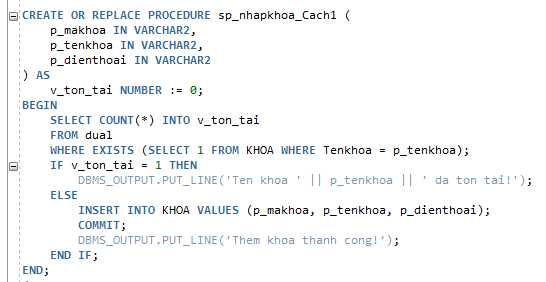 CREATE OR REPLACE PROCEDURE sp_nhapkhoa_Cach1 (
    p_makhoa IN VARCHAR2,
    p_tenkhoa IN VARCHAR2,
    p_dienthoai IN VARCHAR2
) AS
    v_ton_tai NUMBER := 0;
BEGIN
    SELECT COUNT(*) INTO v_ton_tai
    FROM dual
    WHERE EXISTS (SELECT 1 FROM KHOA WHERE Tenkhoa = p_tenkhoa);
    IF v_ton_tai = 1 THEN
        DBMS_OUTPUT.PUT_LINE('Ten khoa ' || p_tenkhoa || ' da ton tai!');
    ELSE
        INSERT INTO KHOA VALUES (p_makhoa, p_tenkhoa, p_dienthoai);
        COMMIT;
        DBMS_OUTPUT.PUT_LINE('Them khoa thanh cong!');
    END IF;
END;